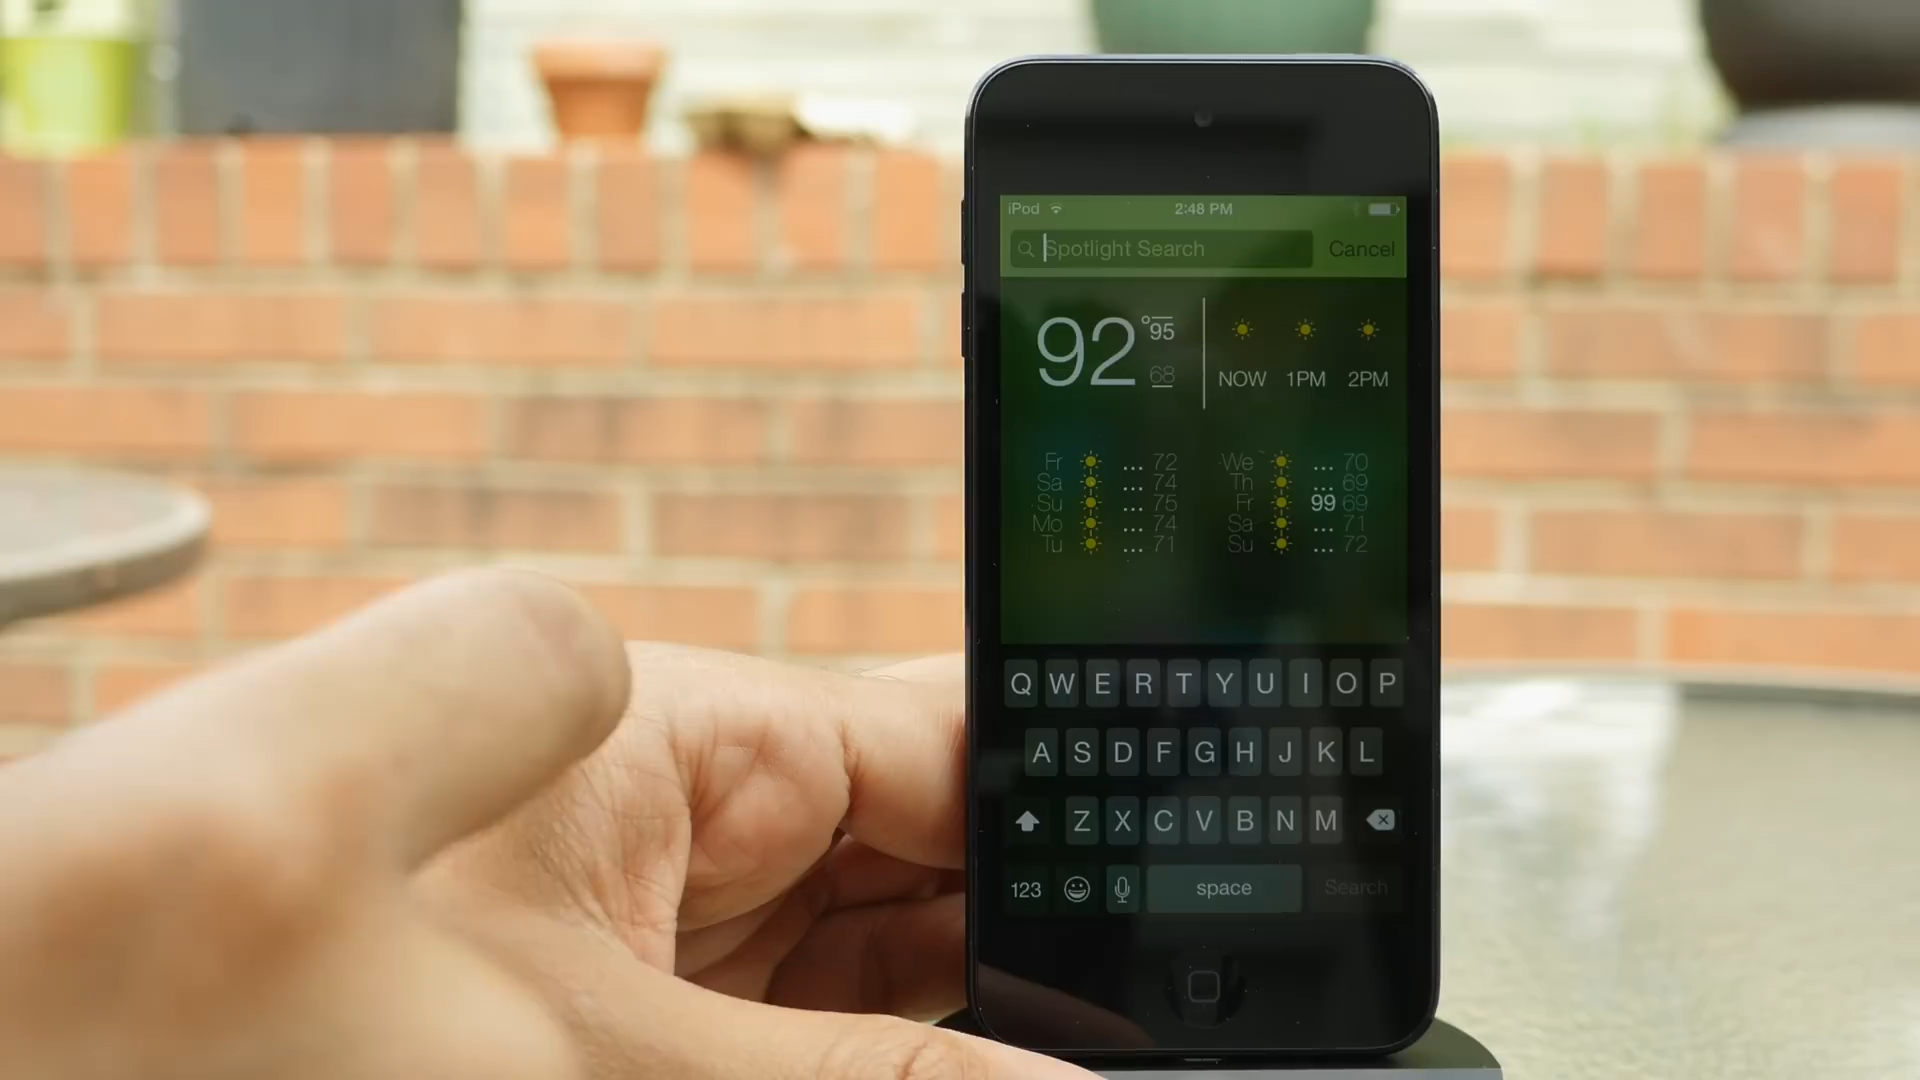 iPod 2:48 PM
Spotlight Search Cancel
92° 95 68
NOW 1PM 2PM
Fr ... 72 We ... 70
Sa ... 74 Th ... 69
Su ... 75 Fr 99 69
Mo ... 74 Sa ... 71
Tu ... 71 Su ... 72
Q W E R T Y U I O P
A S D F G H J K L
Z X C V B N M
123 space Search